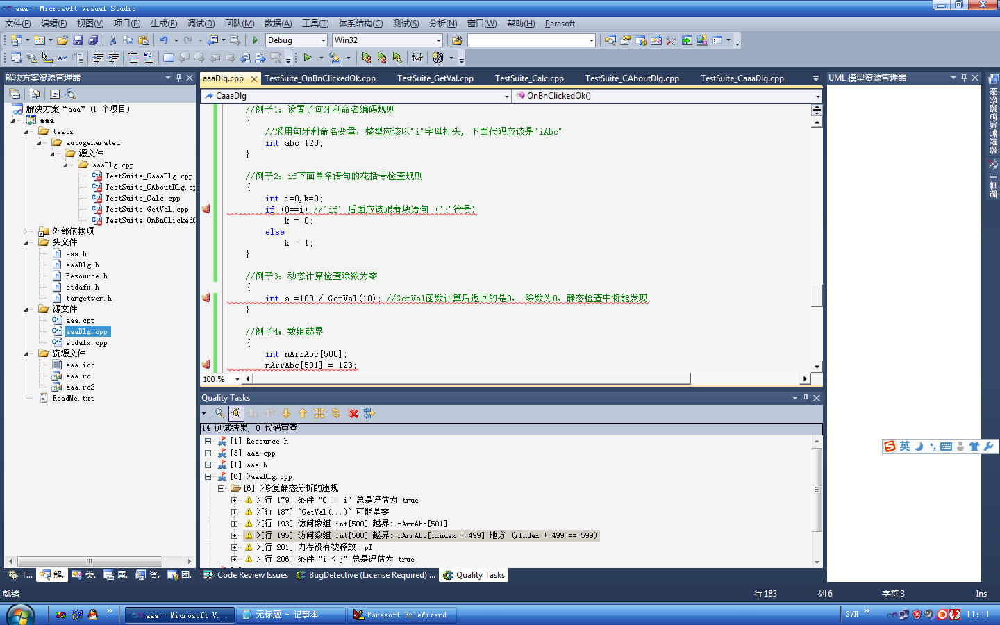 aaa - Microsoft Visual Studio
文件(F) 编辑(E) 视图(V) 项目(P) 生成(B) 调试(D) 团队(M) 数据(A) 工具(T) 体系结构(C) 测试(S) 分析(N) 窗口(W) 帮助(H) Parasoft
Debug Win32
解决方案资源管理器
解决方案 “aaa” (1 个项目)
aaa
tests
autogenerated
源文件
aaaDlg.cpp
TestSuite_CaaaDlg.cpp
TestSuite_CAboutDlg.cp
TestSuite_Calc.cpp
TestSuite_GetVal.cpp
TestSuite_OnBnClickedO
外部依赖项
头文件
aaa.h
aaaDlg.h
Resource.h
stdafx.h
targetver.h
源文件
aaa.cpp
aaaDlg.cpp
stdafx.cpp
资源文件
aaa.ico
aaa.rc
aaa.rc2
ReadMe.txt
T... 解. 类. 属. 资. 团.
aaaDlg.cpp TestSuite_OnBnClickedOk.cpp TestSuite_GetVal.cpp TestSuite_Calc.cpp TestSuite_CAboutDlg.cpp TestSuite_CaaaDlg.cpp
CaaaDlg OnBnClickedOk()
//例子1：设置了匈牙利命名编码规则
{
//采用匈牙利命名变量，整型应该以"i"字母打头, 下面代码应该是"iAbc"
int abc=123;
}
//例子2：if下面单条语句的花括号检查规则
{
int i=0,k=0;
if (0==i) //'if' 后面应该跟着块语句 ("{"符号)
k = 0;
else
k = 1;
}
//例子3：动态计算检查除数为零
{
int a =100 / GetVal(10); //GetVal函数计算后返回的是0， 除数为0，静态检查中将能发现
}
//例子4：数组越界
{
int nArrAbc[500];
nArrAbc[501] = 123;
100 %
Quality Tasks
14 测试结果, 0 代码审查
[1] Resource.h
[3] aaa.cpp
[1] aaa.h
[6] >aaaDlg.cpp
[6] >修复静态分析的违规
>[行 179] 条件 "0 == i" 总是评估为 true
>[行 187] "GetVal(...)" 可能是零
>[行 193] 访问数组 int[500] 越界: nArrAbc[501]
>[行 195] 访问数组 int[500] 越界: nArrAbc[iIndex + 499] 地方 (iIndex + 499 == 599)
>[行 201] 内存没有被释放: pT
>[行 206] 条件 "i < j" 总是评估为 true
Code Review Issues BugDetective (License Required) ... Quality Tasks
UML 模型资源管理器
服务器资源管理器
工具箱
英
就绪 行 183 列 6 字符 3 Ins
aaa - Microsoft V... 无标题 - 记事本 Parasoft RuleWizard SVN 11:11